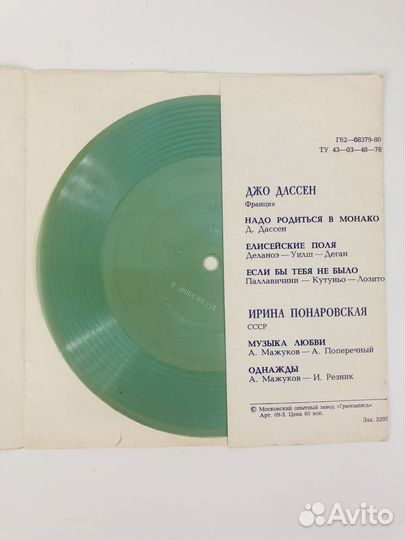 Г62—08379-80
ТУ 43—03—48—78
ДЖО ДАССЕН
Франция
НАДО РОДИТЬСЯ В МОНАКО
Д. Дассен
ЕЛИСЕЙСКИЕ ПОЛЯ
Деланоэ — Уилш — Деган
ЕСЛИ БЫ ТЕБЯ НЕ БЫЛО
Паллавичини — Кутуньо — Лозито
ИРИНА ПОНАРОВСКАЯ
СССР
МУЗЫКА ЛЮБВИ
А. Мажуков — А. Поперечный
ОДНАЖДЫ
А. Мажуков — И. Резник
© Московский опытный завод «Грамзапись»
Арт. 09-3. Цена 60 коп.
Зак. 3205
Avito